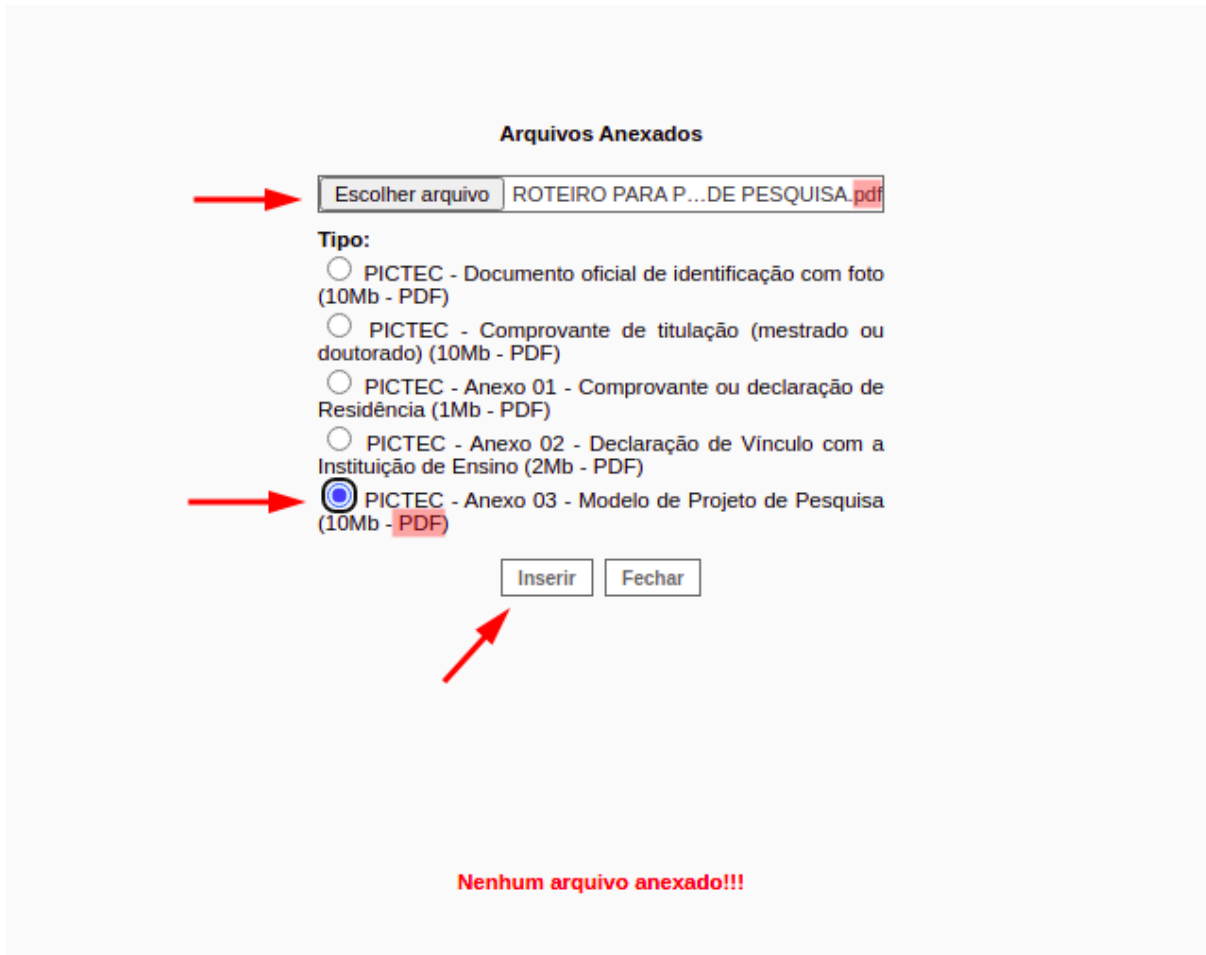 Arquivos Anexados
Escolher arquivo ROTEIRO PARA P...DE PESQUISA.pdf
Tipo:
PICTEC - Documento oficial de identificação com foto
(10Mb - PDF)
PICTEC - Comprovante de titulação (mestrado ou
doutorado) (10Mb - PDF)
PICTEC - Anexo 01 - Comprovante ou declaração de
Residência (1Mb - PDF)
PICTEC - Anexo 02 - Declaração de Vínculo com a
Instituição de Ensino (2Mb - PDF)
PICTEC - Anexo 03 - Modelo de Projeto de Pesquisa
(10Mb - PDF)
Inserir Fechar
Nenhum arquivo anexado!!!